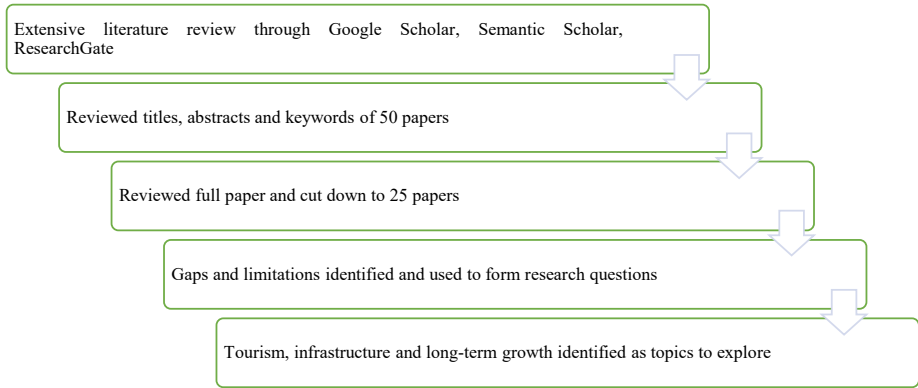 Extensive literature review through Google Scholar, Semantic Scholar,
ResearchGate
Reviewed titles, abstracts and keywords of 50 papers
Reviewed full paper and cut down to 25 papers
Gaps and limitations identified and used to form research questions
Tourism, infrastructure and long-term growth identified as topics to explore